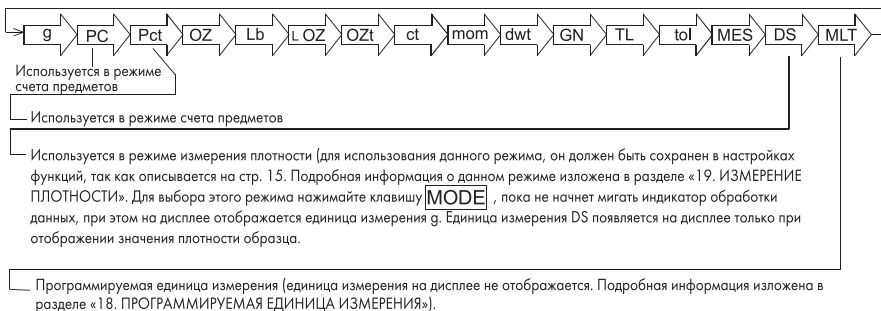 g PC Pct OZ Lb L OZ OZt ct mom dwt GN TL tol MES DS MLT
Используется в режиме
счета предметов
Используется в режиме счета предметов
Используется в режиме измерения плотности (для использования данного режима, он должен быть сохранен в настройках
функций, так как описывается на стр. 15. Подробная информация о данном режиме изложена в разделе «19. ИЗМЕРЕНИЕ
ПЛОТНОСТИ». Для выбора этого режима нажимайте клавишу MODE , пока не начнет мигать индикатор обработки
данных, при этом на дисплее отображается единица измерения g. Единица измерения DS появляется на дисплее только при
отображении значения плотности образца.
Программируемая единица измерения (единица измерения на дисплее не отображается. Подробная информация изложена в
разделе «18. ПРОГРАММИРУЕМАЯ ЕДИНИЦА ИЗМЕРЕНИЯ»).